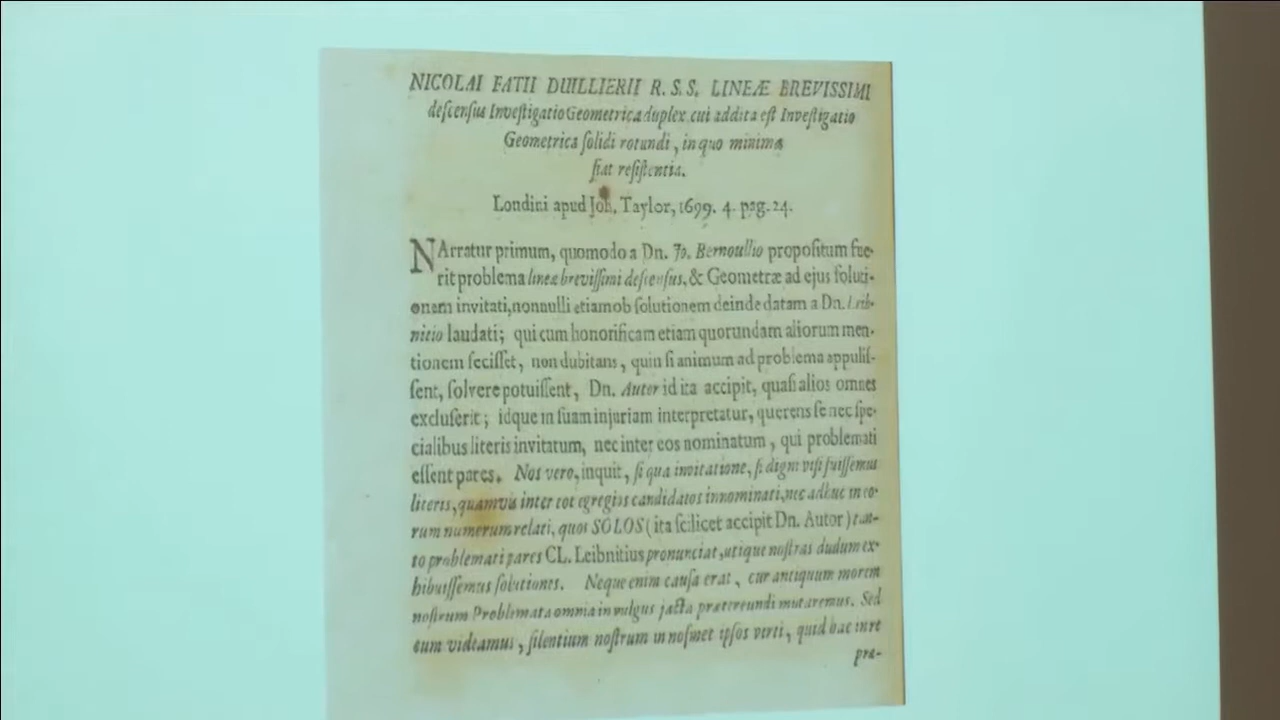 NICOLAI FATII DUILLIERII R. S. S. LINEÆ BREVISSIMI
descensus Investigatio Geometrica duplex cui addita est Investigatio
Geometrica ſolidi rotundi, in quo minima
fiat reſiſtentia.
Londini apud Joh. Taylor, 1699. 4. pag. 24.
NArratur primum, quomodo a Dn. Jo. Bernoullio propoſitum fue-
rit problema lineæ breviſſimi deſcenſus, & Geometræ ad ejus ſoluti-
onem invitati, nonnulli etiam ob ſolutionem deinde datam a Dn. Leib-
nitio laudati; qui cum honorificam etiam quorundam aliorum men-
tionem feciſſet, non dubitans, quin ſi animum ad problema appuliſ-
ſent, ſolvere potuiſſent, Dn. Autor id ita accipit, quaſi alios omnes
excluſerit; idque in ſuam injuriam interpretatur, querens ſe nec ſpe-
cialibus literis invitatum, nec inter eos nominatum, qui problemati
eſſent pares. Nos vero, inquit, ſi qua invitatione, ſi digni viſi fuiſſemus
literis, quamvis inter tot egregios candidatos innominati, nec adhuc in eo-
rum numerum relati, quos SOLOS (ita ſcilicet accipit Dn. Autor) tan-
to problemati pares CL. Leibnitius pronunciat, utique noſtras dudum ex-
hibuiſſemus ſolutiones. Neque enim cauſa erat, cur antiquum morem
noſtrum Problemata omnia in vulgus jacta prætereundi mutaremus. Sed
cum videamus, ſilentium noſtrum in noſmet ipſos verti, quid hac in re
præ-